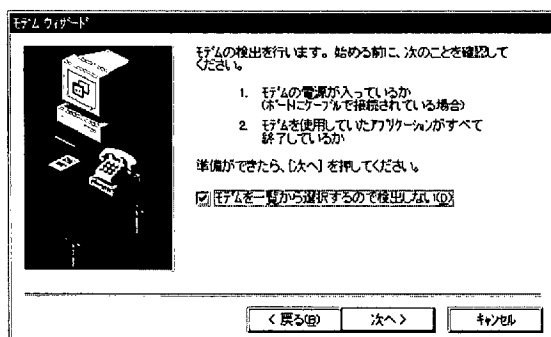 ﾓﾃﾞﾑ ｳｨｻﾞｰﾄﾞ
ﾓﾃﾞﾑの検出を行います。始める前に、次のことを確認して
ください。
1. ﾓﾃﾞﾑの電源が入っているか
(ﾎﾟｰﾄにｹｰﾌﾞﾙで接続されている場合)
2. ﾓﾃﾞﾑを使用していたｱﾌﾟﾘｹｰｼｮﾝがすべて
終了しているか
準備ができたら、[次へ] を押してください。
ﾓﾃﾞﾑを一覧から選択するので検出しない(D)
< 戻る(B)
次へ >
ｷｬﾝｾﾙ